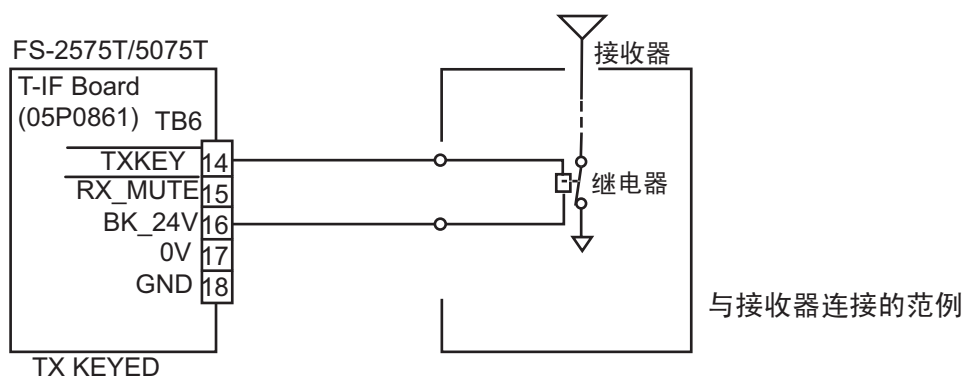 FS-2575T/5075T
T-IF Board
(05P0861) TB6
TXKEY 14
RX_MUTE 15
BK_24V 16
0V 17
GND 18
TX KEYED
接收器
继电器
与接收器连接的范例